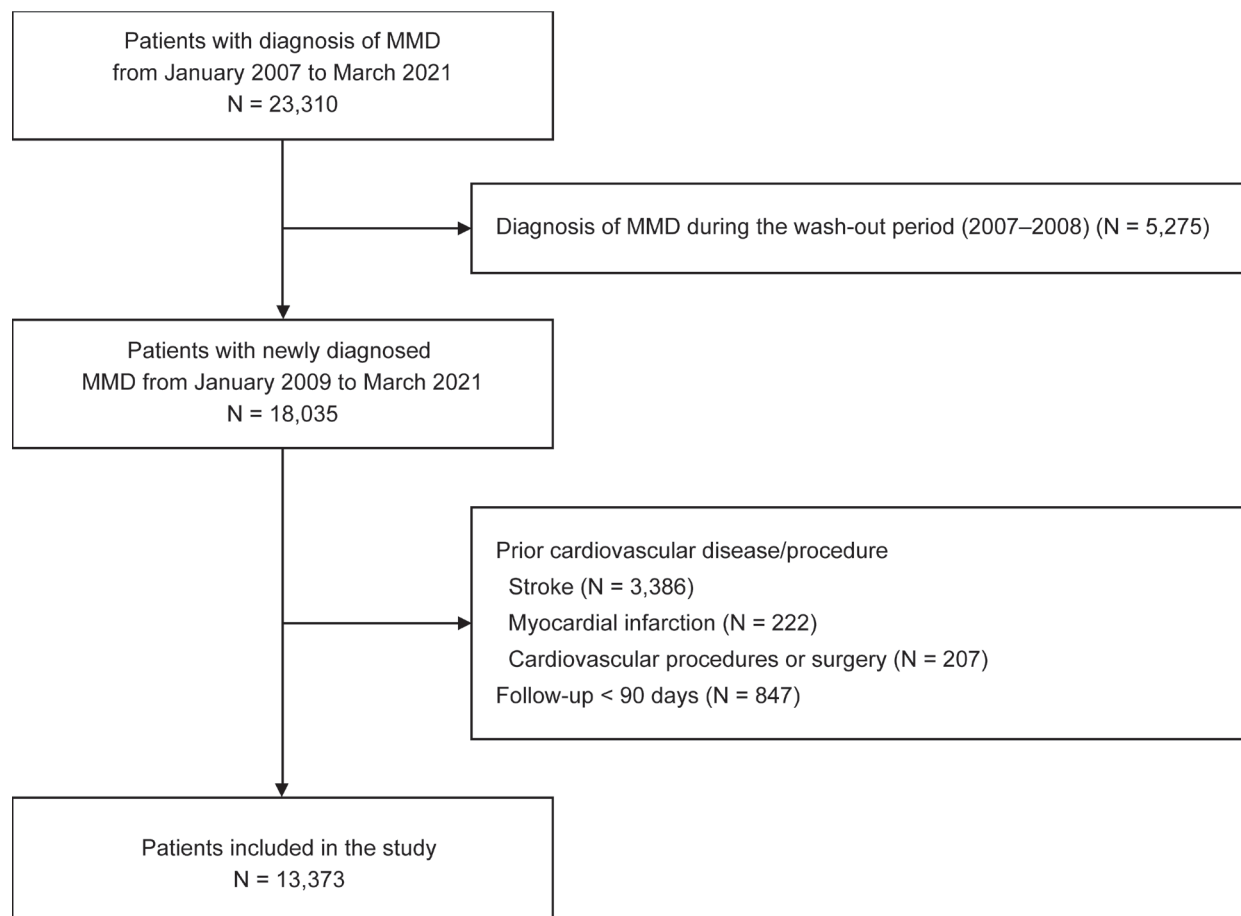 Patients with diagnosis of MMD
from January 2007 to March 2021
N = 23,310
Diagnosis of MMD during the wash-out period (2007–2008) (N = 5,275)
Patients with newly diagnosed
MMD from January 2009 to March 2021
N = 18,035
Prior cardiovascular disease/procedure
Stroke (N = 3,386)
Myocardial infarction (N = 222)
Cardiovascular procedures or surgery (N = 207)
Follow-up < 90 days (N = 847)
Patients included in the study
N = 13,373